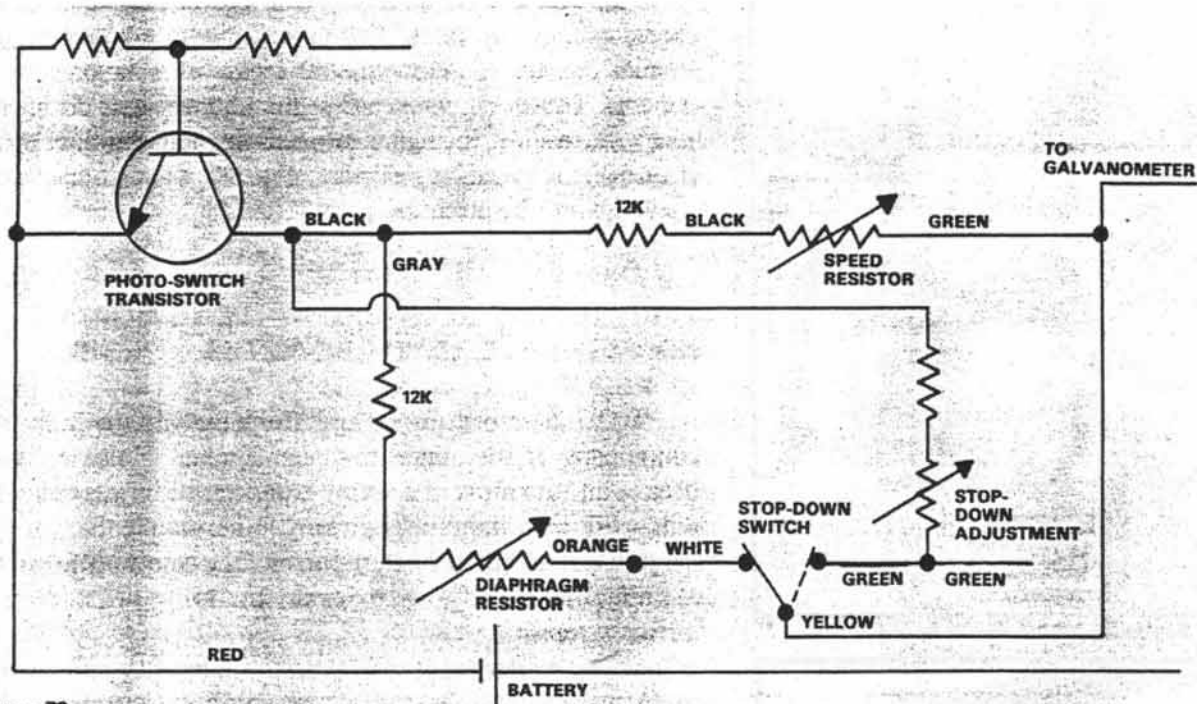 TO
GALVANOMETER
12K
BLACK
BLACK
GREEN
GRAY
SPEED
RESISTOR
PHOTO-SWITCH
TRANSISTOR
12K
STOP-DOWN
SWITCH
STOP-
DOWN
ADJUSTMENT
ORANGE
WHITE
GREEN
GREEN
DIAPHRAGM
RESISTOR
YELLOW
RED
BATTERY